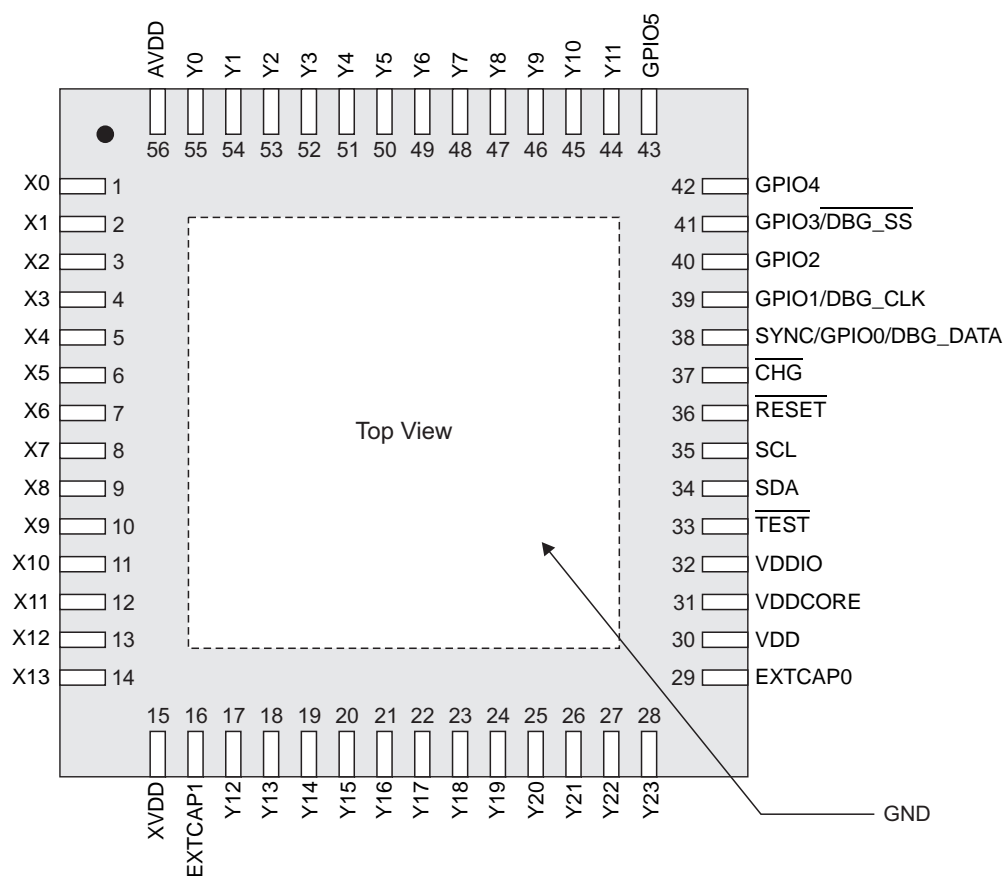 AVDD Y0 Y1 Y2 Y3 Y4 Y5 Y6 Y7 Y8 Y9 Y10 Y11 GPIO5
56 55 54 53 52 51 50 49 48 47 46 45 44 43
X0 1 42 GPIO4
X1 2 41 GPIO3/DBG_SS
X2 3 40 GPIO2
X3 4 39 GPIO1/DBG_CLK
X4 5 38 SYNC/GPIO0/DBG_DATA
X5 6 37 CHG
X6 7 36 RESET
Top View
X7 8 35 SCL
X8 9 34 SDA
X9 10 33 TEST
X10 11 32 VDDIO
X11 12 31 VDDCORE
X12 13 30 VDD
X13 14 29 EXTCAP0
15 16 17 18 19 20 21 22 23 24 25 26 27 28
XVDD EXTCAP1 Y12 Y13 Y14 Y15 Y16 Y17 Y18 Y19 Y20 Y21 Y22 Y23
GND